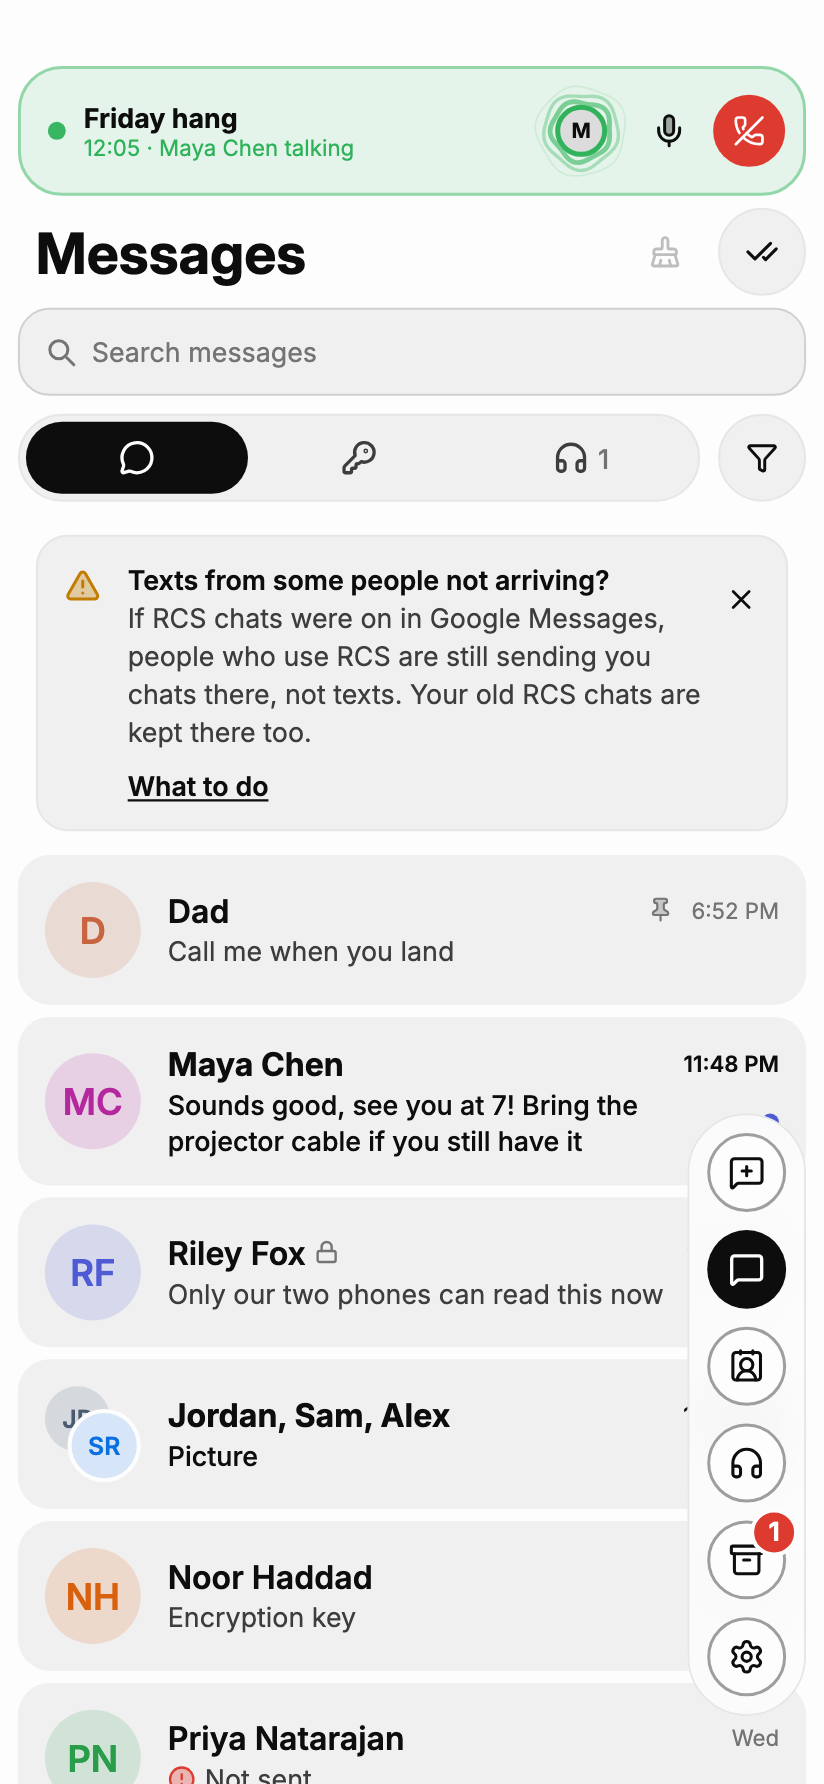 Friday hang
12:05 · Maya Chen talking
M
Messages
Search messages
1
Texts from some people not arriving?
If RCS chats were on in Google Messages,
people who use RCS are still sending you
chats there, not texts. Your old RCS chats are
kept there too.
What to do
D
Dad
6:52 PM
Call me when you land
MC
Maya Chen
11:48 PM
Sounds good, see you at 7! Bring the
projector cable if you still have it
RF
Riley Fox
Only our two phones can read this now
SR
Jordan, Sam, Alex
Picture
1
NH
Noor Haddad
Encryption key
PN
Priya Natarajan
Wed
Not sent